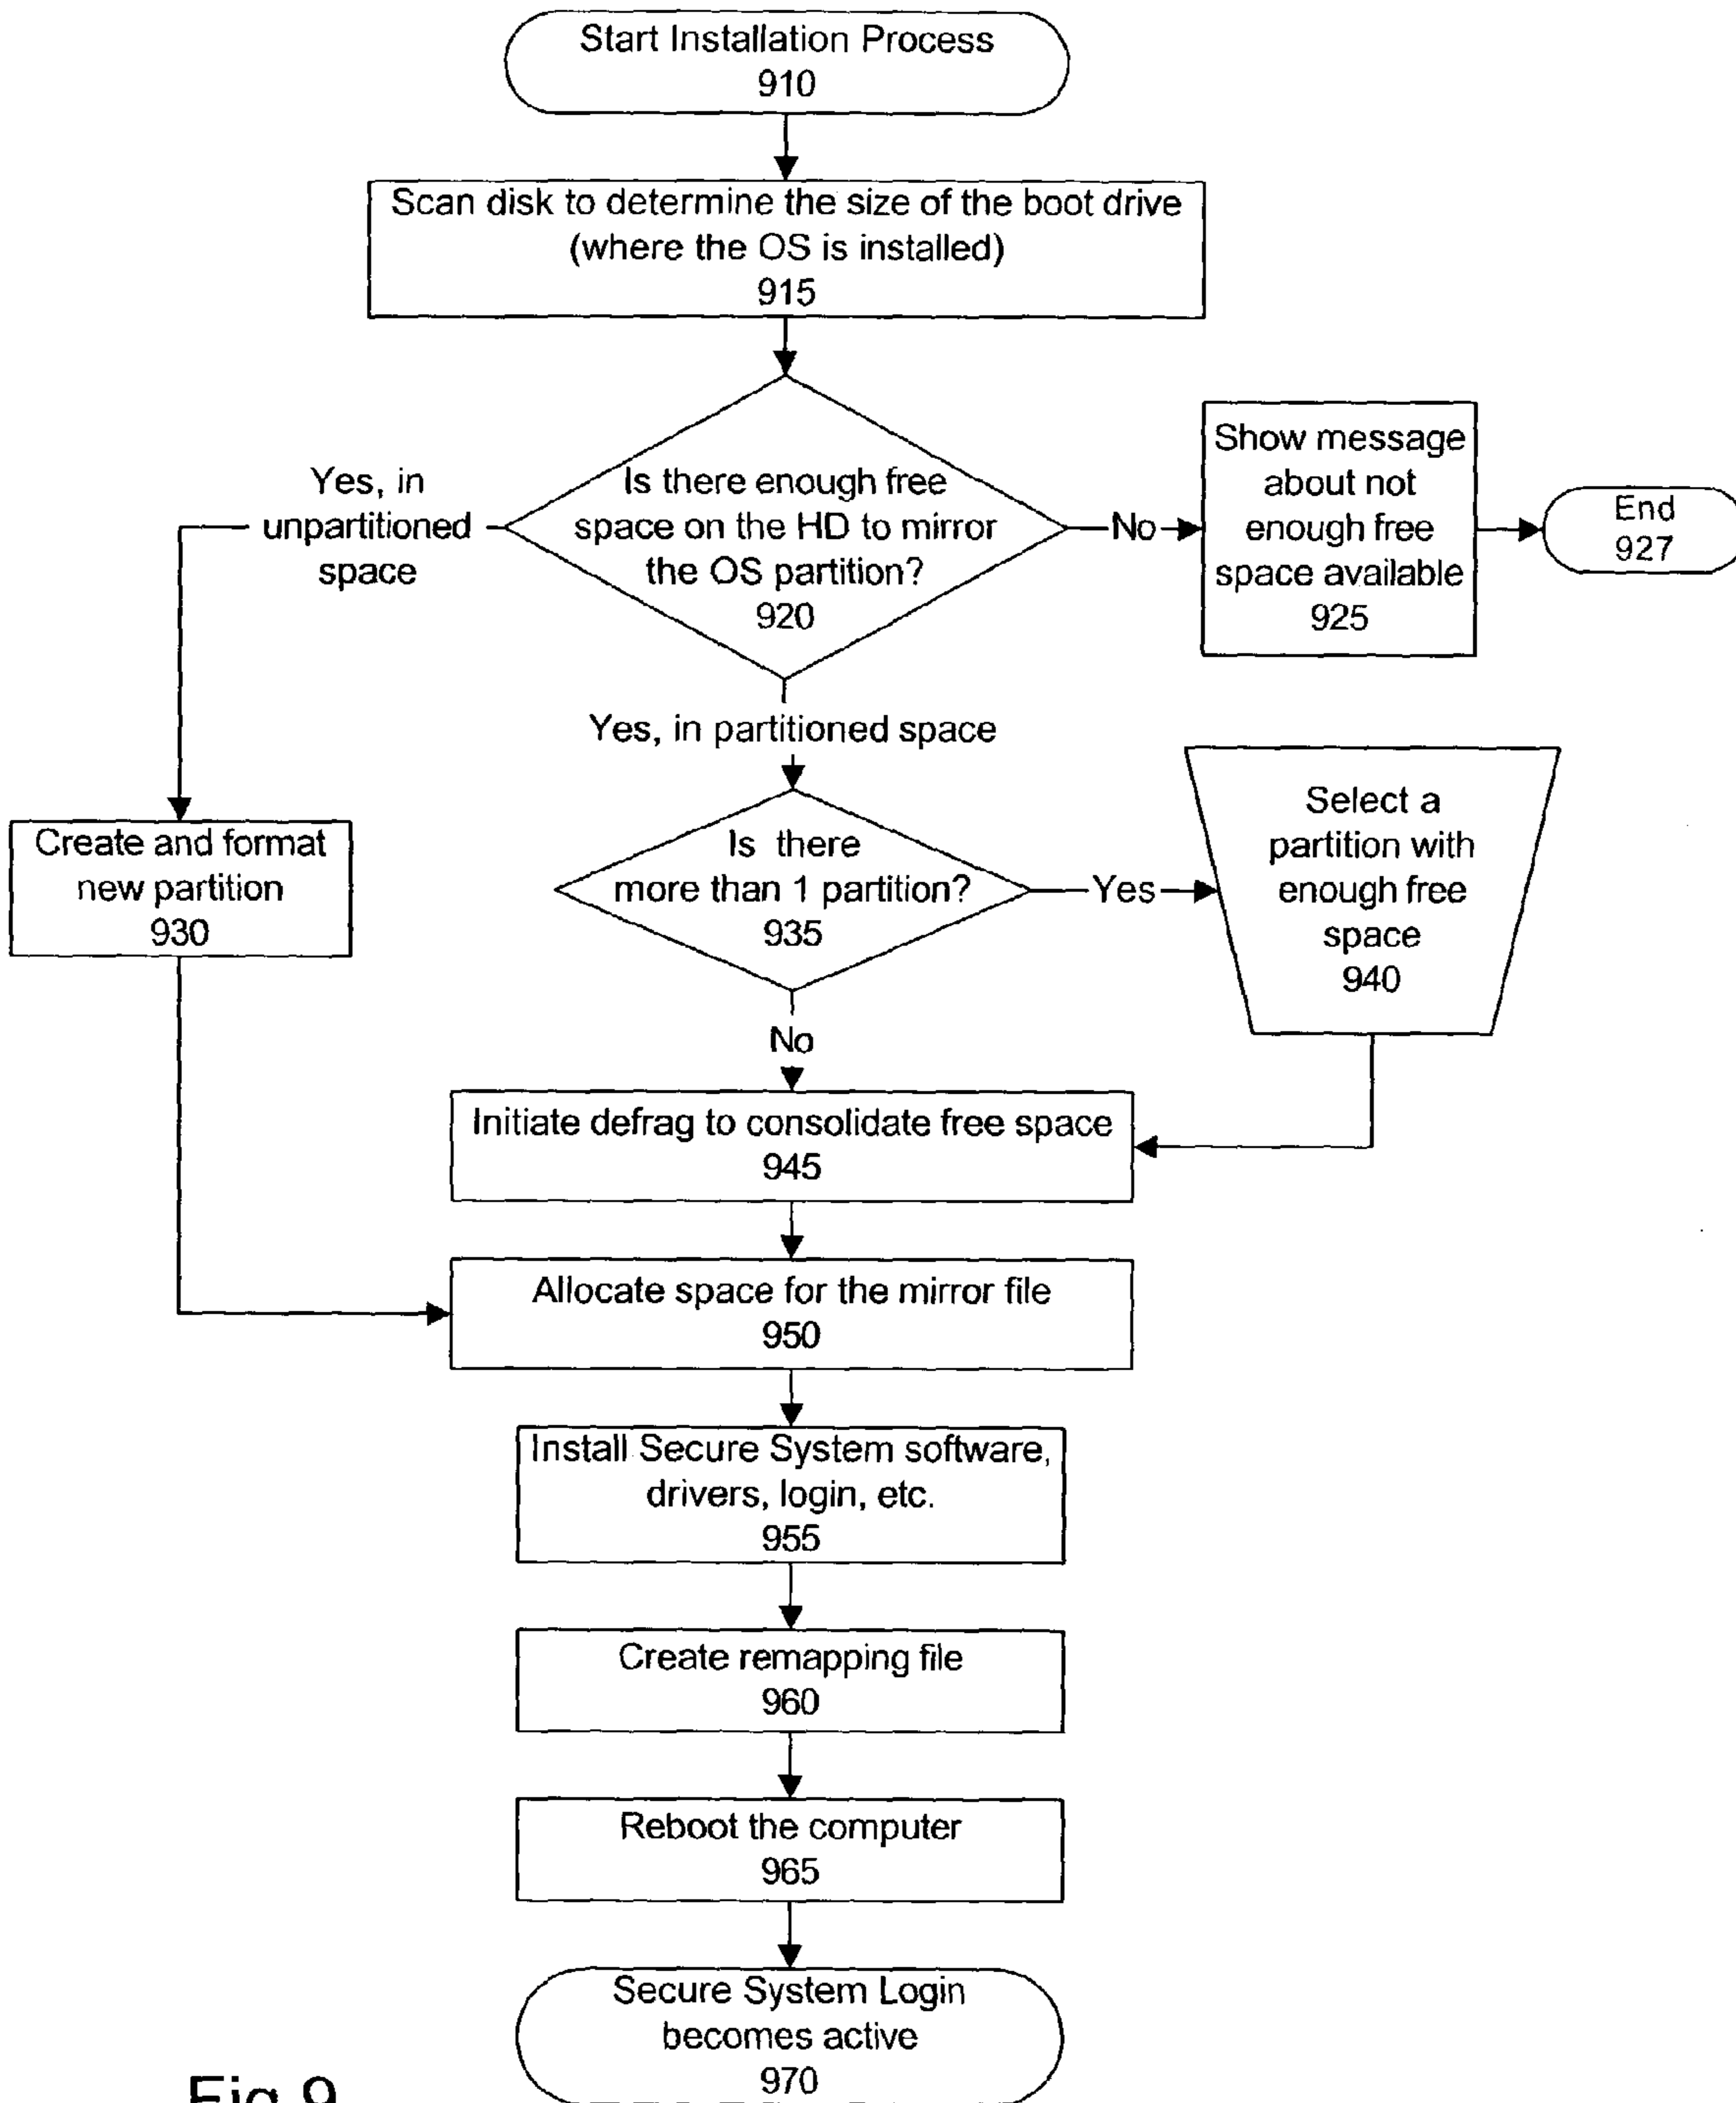 Start Installation Process
910
Scan disk to determine the size of the boot drive
(where the OS is installed)
915
Yes, in
unpartitioned
space
Is there enough free
space on the HD to mirror
the OS partition?
920
No
Show message
about not
enough free
space available
925
End
927
Yes, in partitioned space
Create and format
new partition
930
Is there
more than 1 partition?
935
Yes
Select a
partition with
enough free
space
940
No
Initiate defrag to consolidate free space
945
Allocate space for the mirror file
950
Install Secure System software,
drivers, login, etc.
955
Create remapping file
960
Reboot the computer
965
Secure System Login
becomes active
970
Fig 9